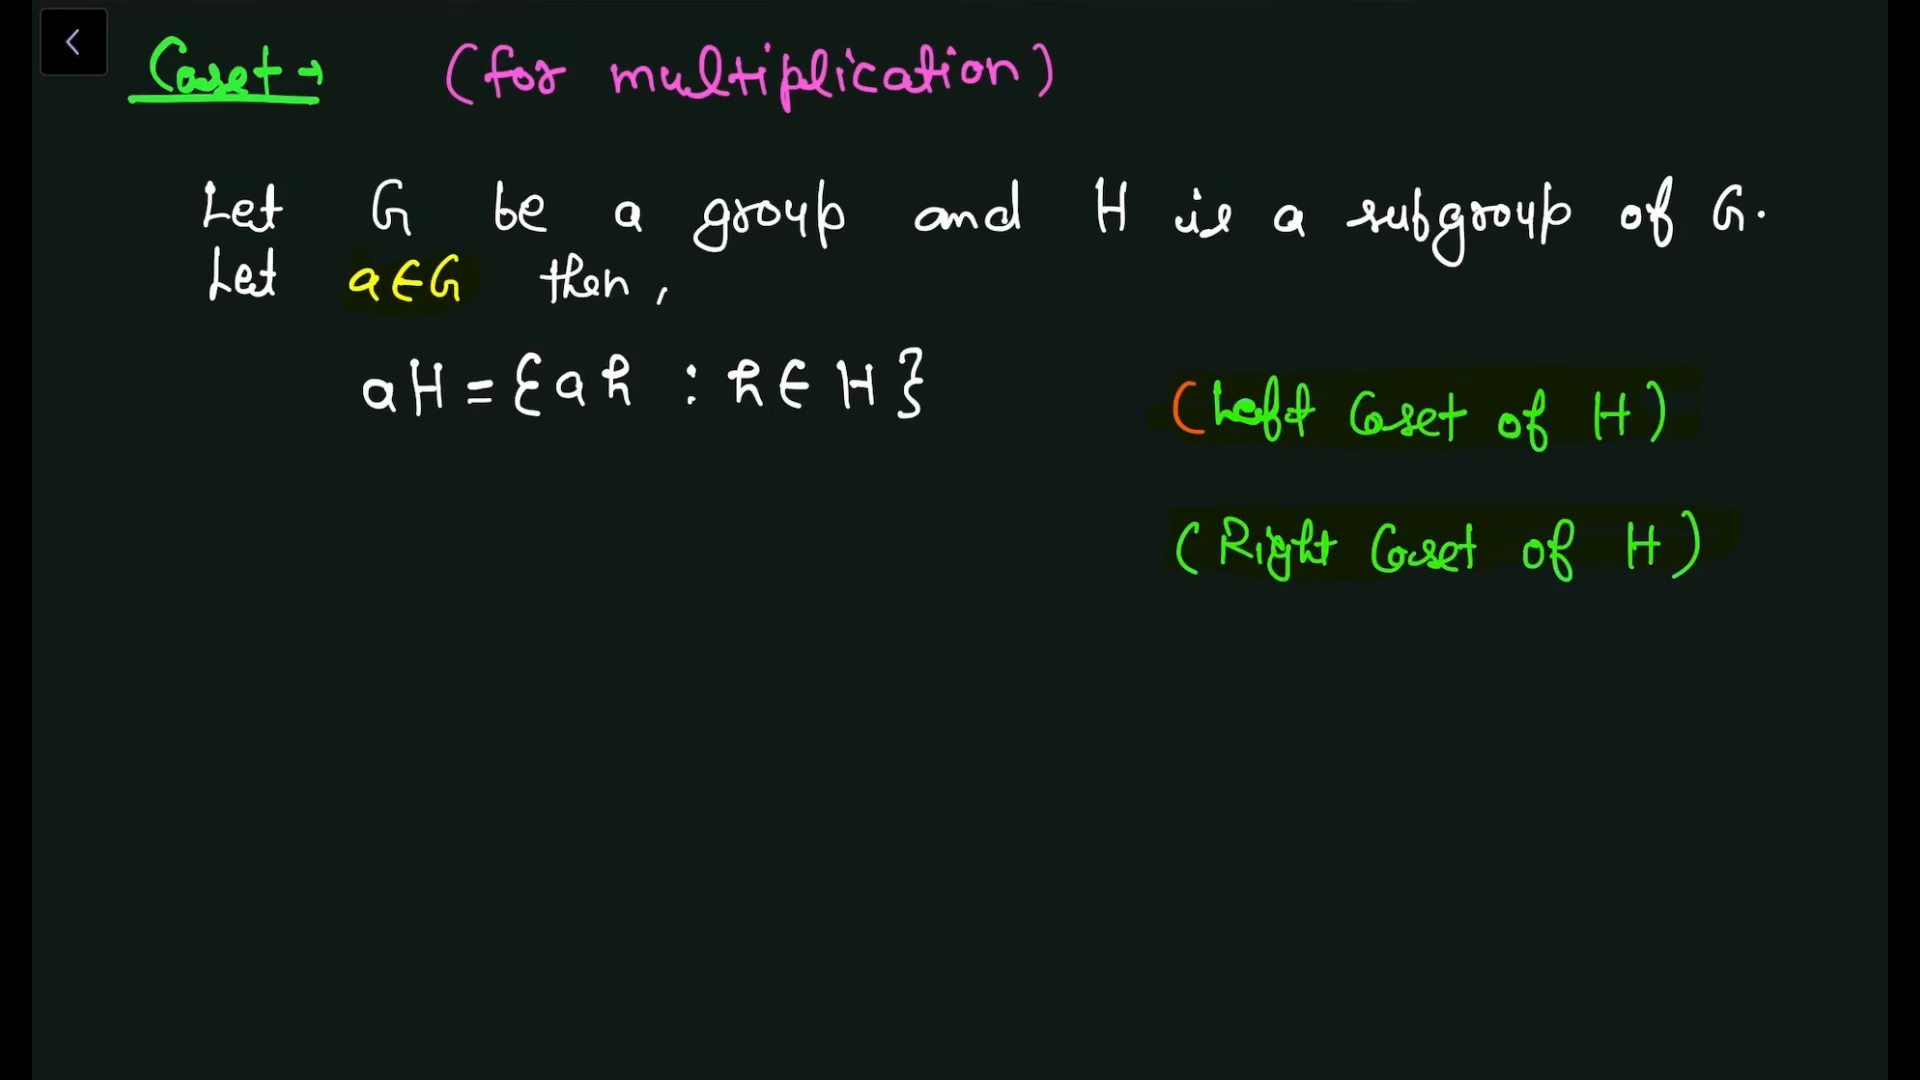 Coset → (for multiplication)
Let G be a group and H is a subgroup of G.
Let a∈G then,
aH = {ah : h∈H} (Left Coset of H)
(Right Coset of H)